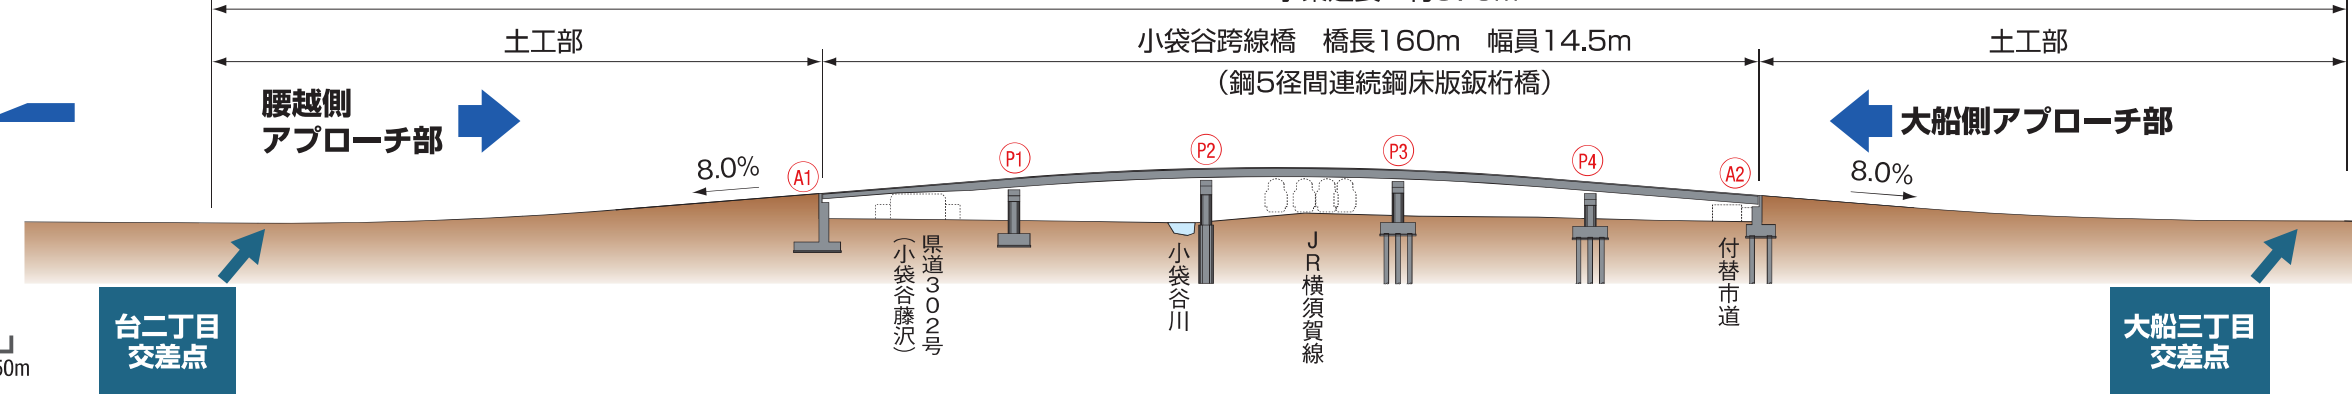 土工部
小袋谷跨線橋 橋長160m 幅員14.5m
土工部
(鋼5径間連続鋼床版鈑桁橋)
腰越側
アプローチ部
大船側アプローチ部
8.0%
A1
P1
P2
P3
P4
A2
8.0%
県道302号
(小袋谷藤沢)
小袋谷川
JR横須賀線
付替市道
台二丁目
交差点
大船三丁目
交差点